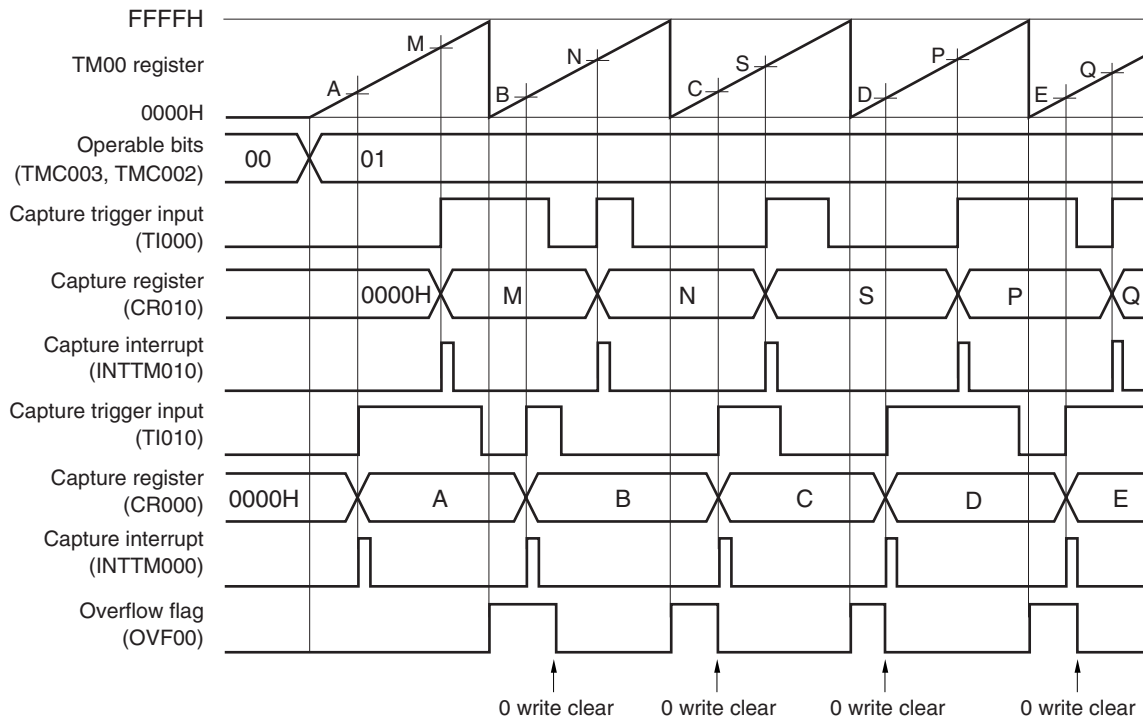 FFFFH
TM00 register
0000H
A M B N C S D P E Q
Operable bits
(TMC003, TMC002)
00 01
Capture trigger input
(TI000)
Capture register
(CR010)
0000H M N S P Q
Capture interrupt
(INTTM010)
Capture trigger input
(TI010)
Capture register
(CR000)
0000H A B C D E
Capture interrupt
(INTTM000)
Overflow flag
(OVF00)
0 write clear 0 write clear 0 write clear 0 write clear